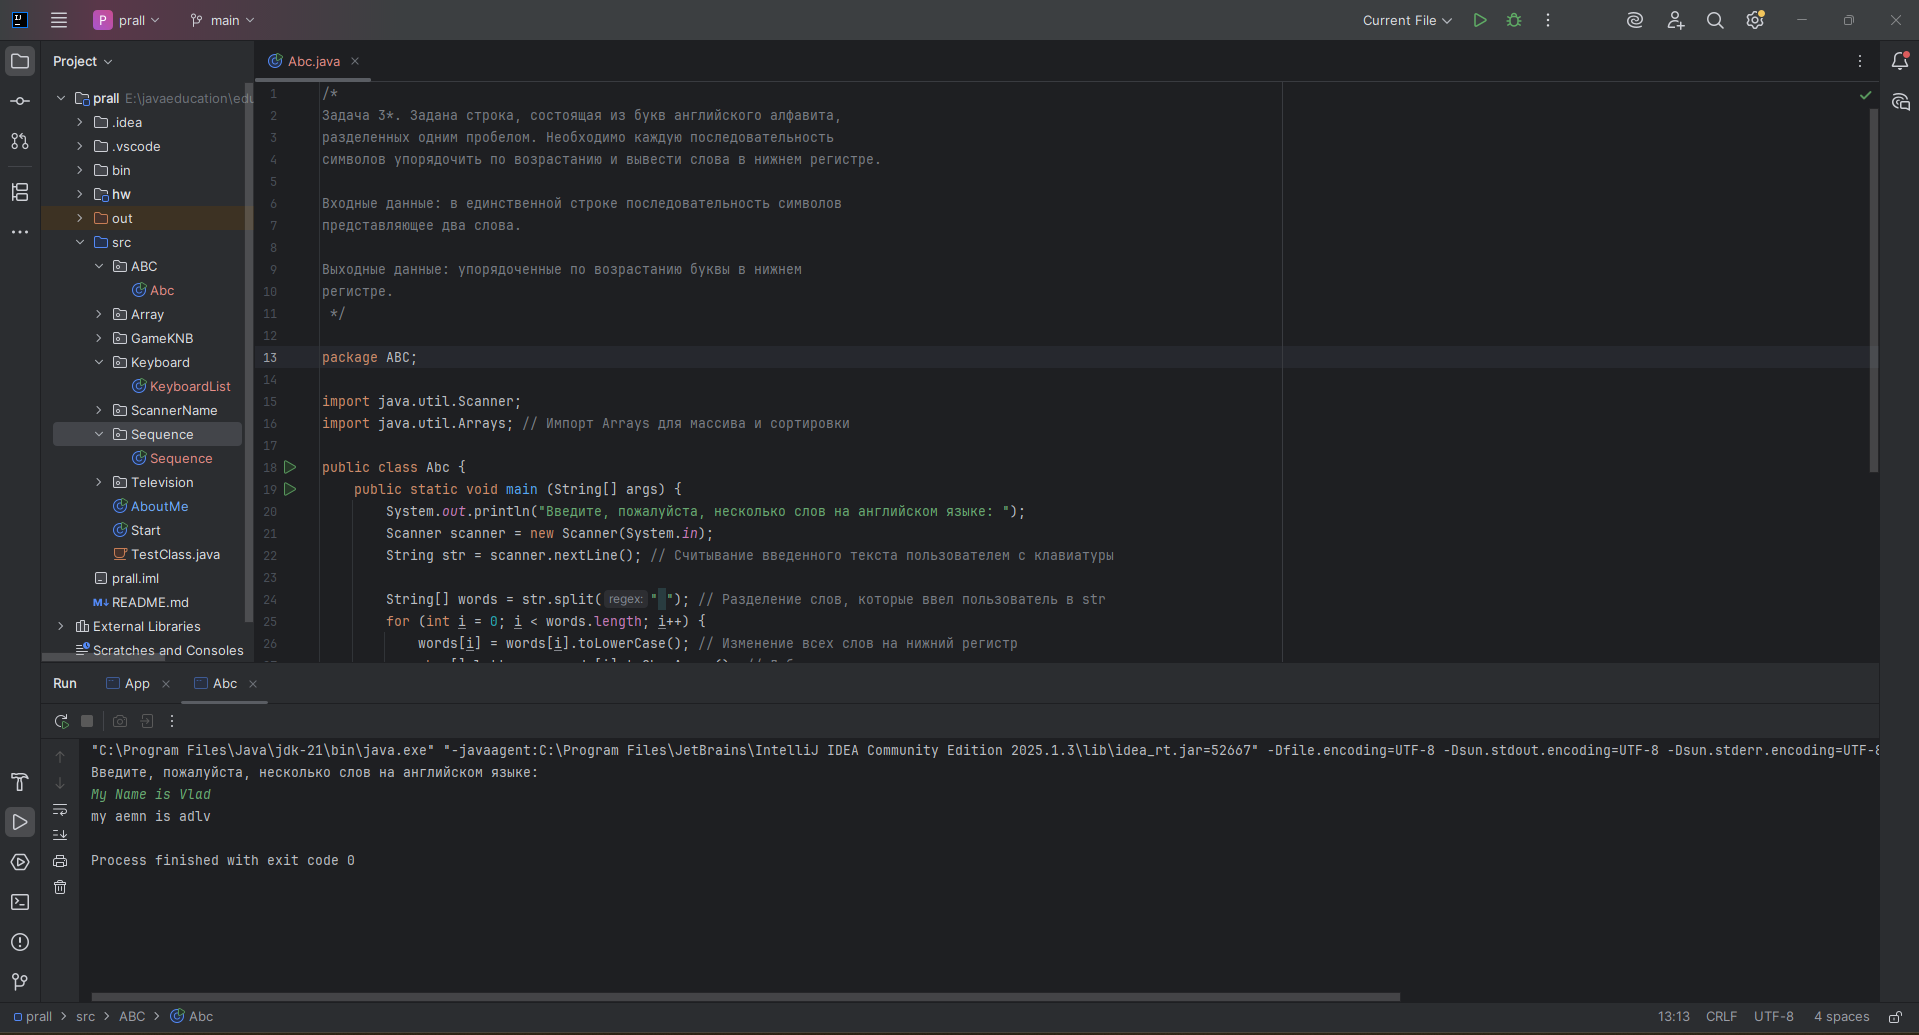 P prall main Current File
Project
Abc.java
prall E:\javaeducation\edu
.idea
.vscode
bin
hw
out
src
ABC
Abc
Array
GameKNB
Keyboard
KeyboardList
ScannerName
Sequence
Sequence
Television
AboutMe
Start
TestClass.java
prall.iml
M↓ README.md
External Libraries
Scratches and Consoles
1 /*
2 Задача 3*. Задана строка, состоящая из букв английского алфавита,
3 разделенных одним пробелом. Необходимо каждую последовательность
4 символов упорядочить по возрастанию и вывести слова в нижнем регистре.
5
6 Входные данные: в единственной строке последовательность символов
7 представляющее два слова.
8
9 Выходные данные: упорядоченные по возрастанию буквы в нижнем
10 регистре.
11 */
12
13 package ABC;
14
15 import java.util.Scanner;
16 import java.util.Arrays; // Импорт Arrays для массива и сортировки
17
18 public class Abc {
19 public static void main (String[] args) {
20 System.out.println("Введите, пожалуйста, несколько слов на английском языке: ");
21 Scanner scanner = new Scanner(System.in);
22 String str = scanner.nextLine(); // Считывание введенного текста пользователем с клавиатуры
23
24 String[] words = str.split( regex: " "); // Разделение слов, которые ввел пользователь в str
25 for (int i = 0; i < words.length; i++) {
26 words[i] = words[i].toLowerCase(); // Изменение всех слов на нижний регистр
Run App Abc
"C:\Program Files\Java\jdk-21\bin\java.exe" "-javaagent:C:\Program Files\JetBrains\IntelliJ IDEA Community Edition 2025.1.3\lib\idea_rt.jar=52667" -Dfile.encoding=UTF-8 -Dsun.stdout.encoding=UTF-8 -Dsun.stderr.encoding=UTF-8
Введите, пожалуйста, несколько слов на английском языке:
My Name is Vlad
my aemn is adlv
Process finished with exit code 0
prall > src > ABC > Abc 13:13 CRLF UTF-8 4 spaces